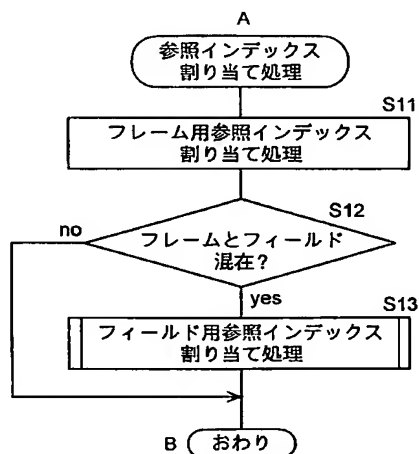 A
参照インデックス
割り当て処理
S11
フレーム用参照インデックス
割り当て処理
S12
no
フレームとフィールド
混在?
yes
S13
フィールド用参照インデックス
割り当て処理
B おわり